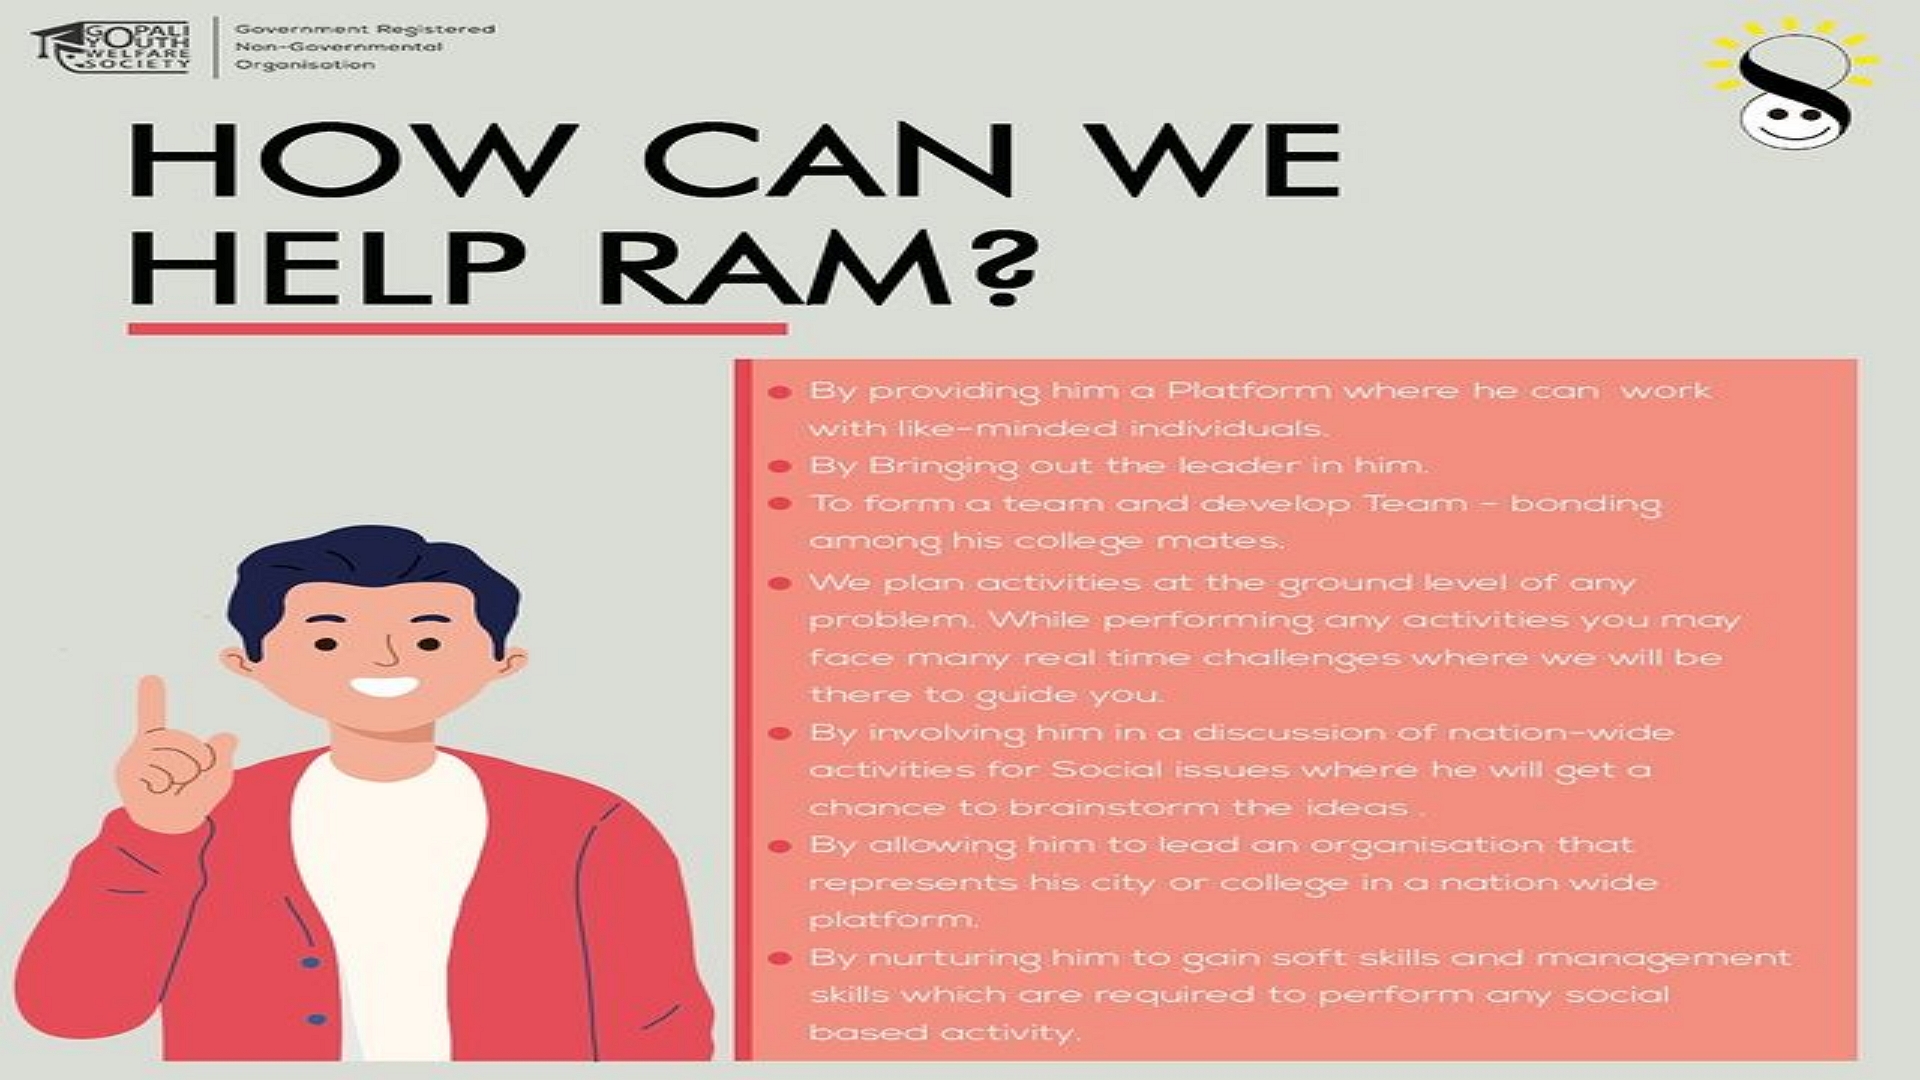 GOPALI
YOUTH
WELFARE
SOCIETY
Government Registered
Non-Governmental
Organisation
HOW CAN WE
HELP RAM?
By providing him a Platform where he can work
with like-minded individuals.
By Bringing out the leader in him.
To form a team and develop Team - bonding
among his college mates.
We plan activities at the ground level of any
problem. While performing any activities you may
face many real time challenges where we will be
there to guide you.
By involving him in a discussion of nation-wide
activities for Social issues where he will get a
chance to brainstorm the ideas .
By allowing him to lead an organisation that
represents his city or college in a nation wide
platform.
By nurturing him to gain soft skills and management
skills which are required to perform any social
based activity.